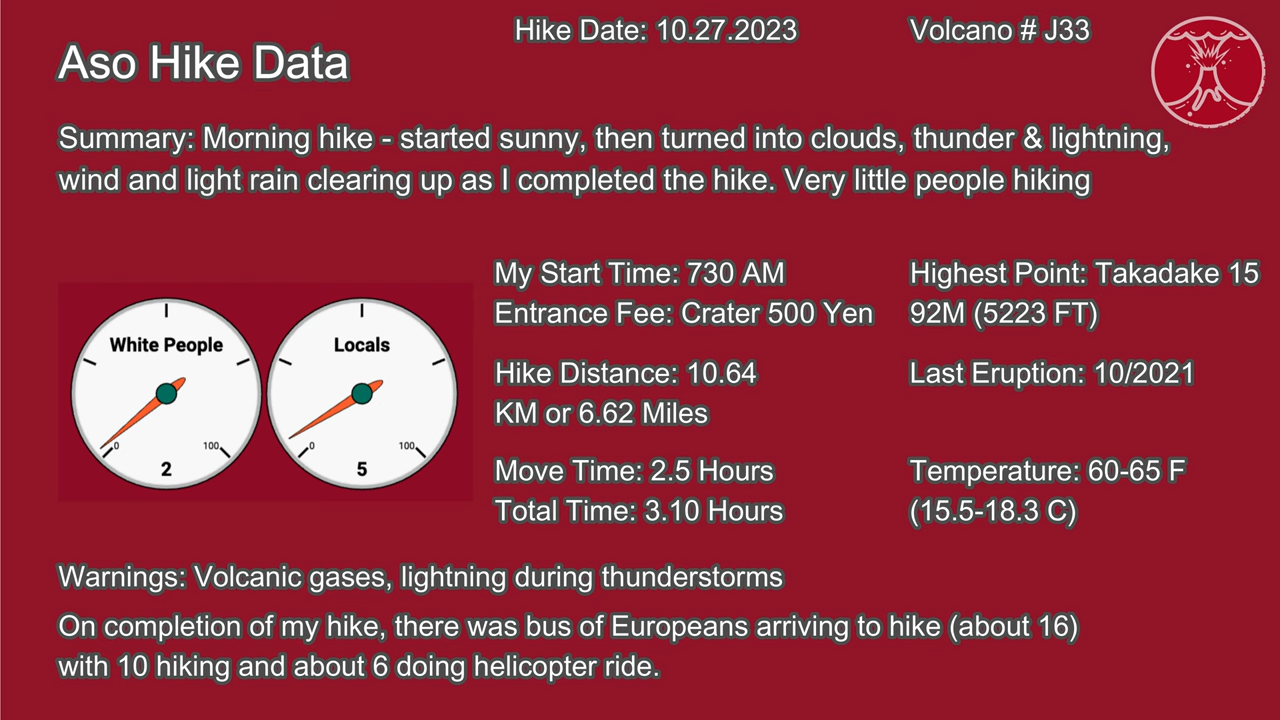 Hike Date: 10.27.2023
Volcano # J33
Aso Hike Data
Summary: Morning hike - started sunny, then turned into clouds, thunder & lightning,
wind and light rain clearing up as I completed the hike. Very little people hiking
White People
0
100
2
Locals
0
100
5
My Start Time: 730 AM
Entrance Fee: Crater 500 Yen
Highest Point: Takadake 15
92M (5223 FT)
Hike Distance: 10.64
KM or 6.62 Miles
Last Eruption: 10/2021
Move Time: 2.5 Hours
Total Time: 3.10 Hours
Temperature: 60-65 F
(15.5-18.3 C)
Warnings: Volcanic gases, lightning during thunderstorms
On completion of my hike, there was bus of Europeans arriving to hike (about 16)
with 10 hiking and about 6 doing helicopter ride.